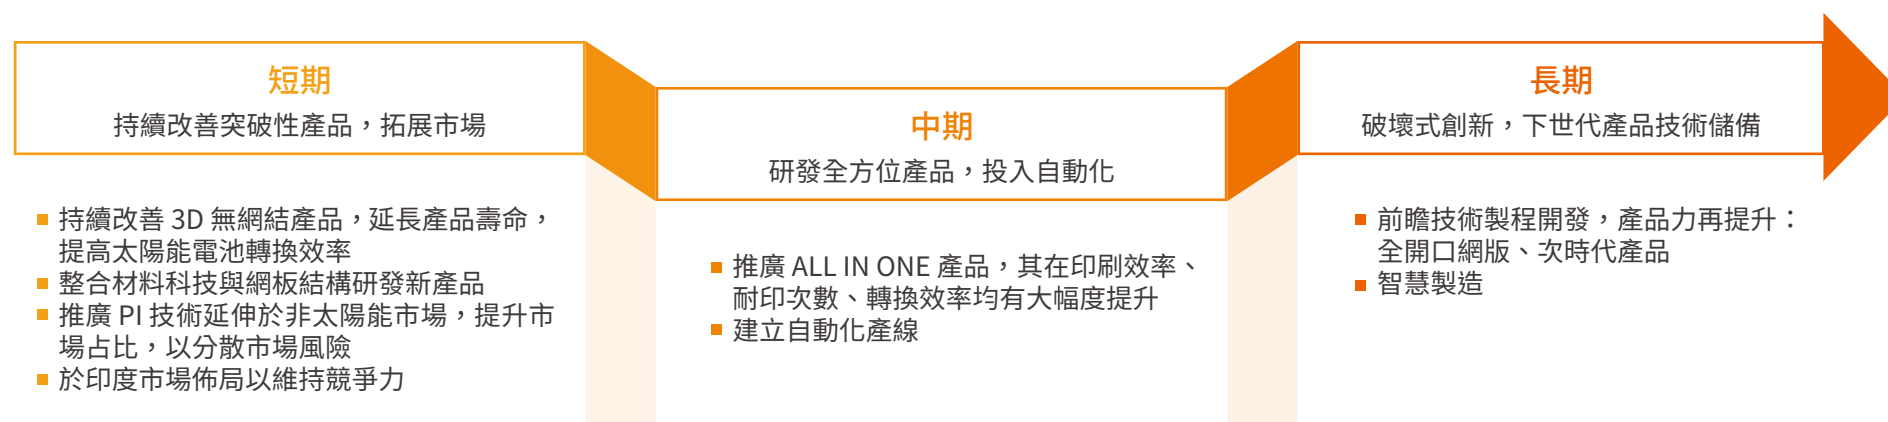 短期
持續改善突破性產品，拓展市場
持續改善 3D 無網結產品，延長產品壽命，
提高太陽能電池轉換效率
整合材料科技與網板結構研發新產品
推廣 PI 技術延伸於非太陽能市場，提升市
場占比，以分散市場風險
於印度市場佈局以維持競爭力
中期
研發全方位產品，投入自動化
推廣 ALL IN ONE 產品，其在印刷效率、
耐印次數、轉換效率均有大幅度提升
建立自動化產線
長期
破壞式創新，下世代產品技術儲備
前瞻技術製程開發，產品力再提升：
全開口網版、次時代產品
智慧製造